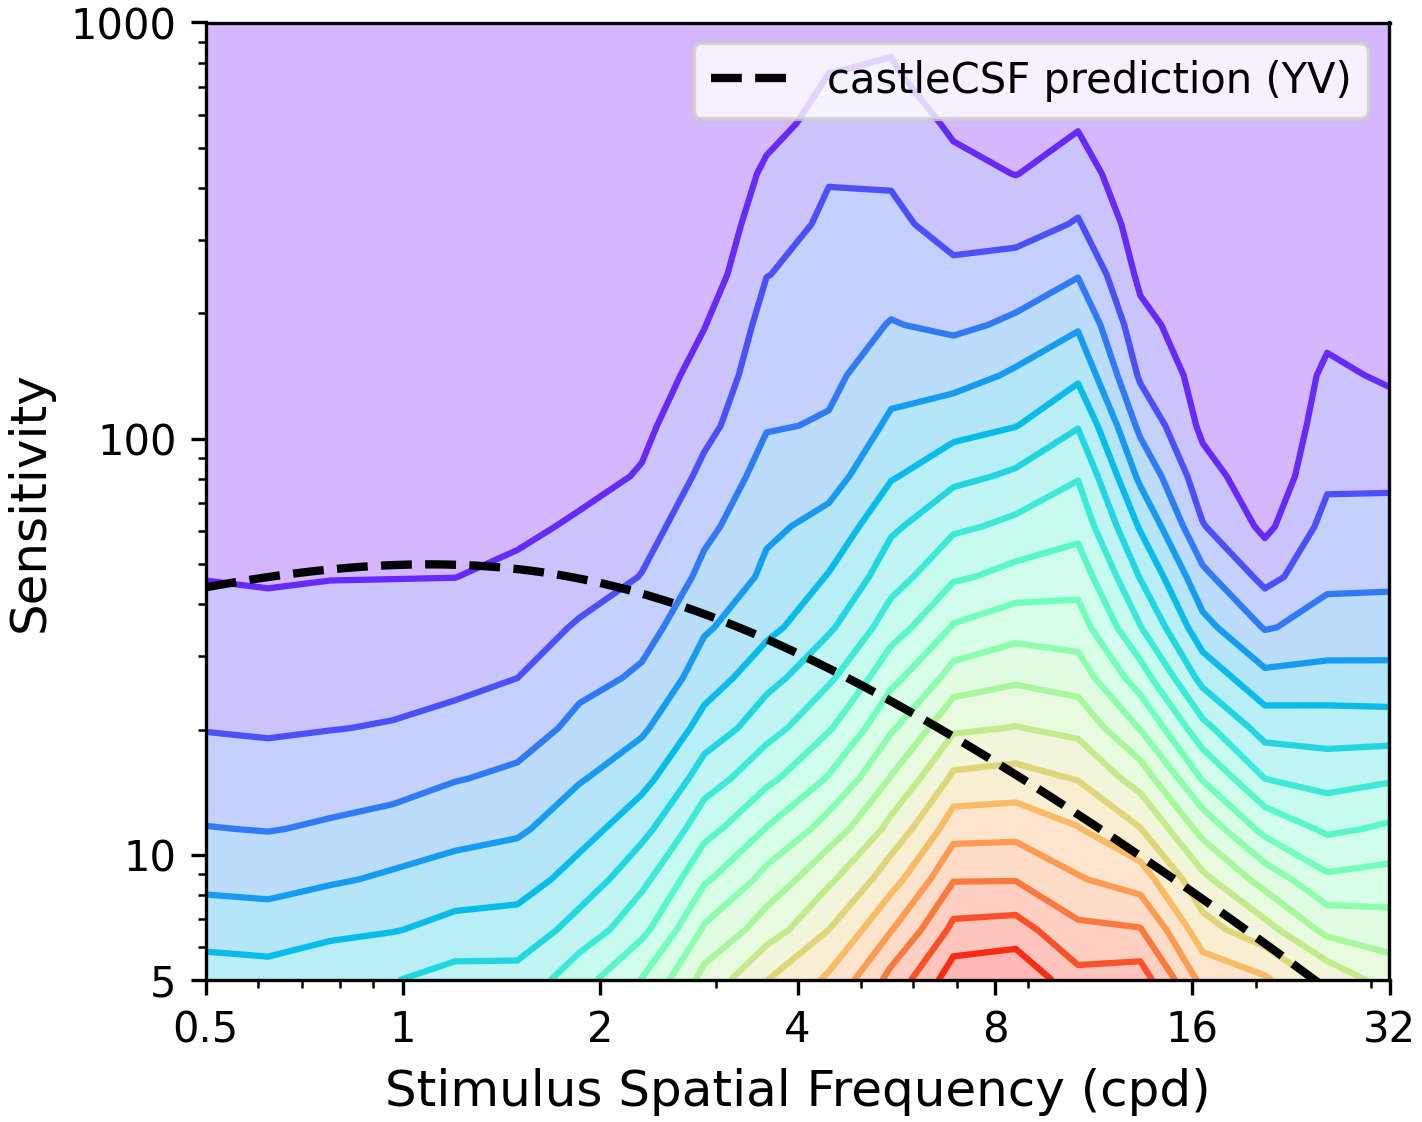 1000
castleCSF prediction (YV)
100
10
5
Sensitivity
0.5 1 2 4 8 16 32
Stimulus Spatial Frequency (cpd)